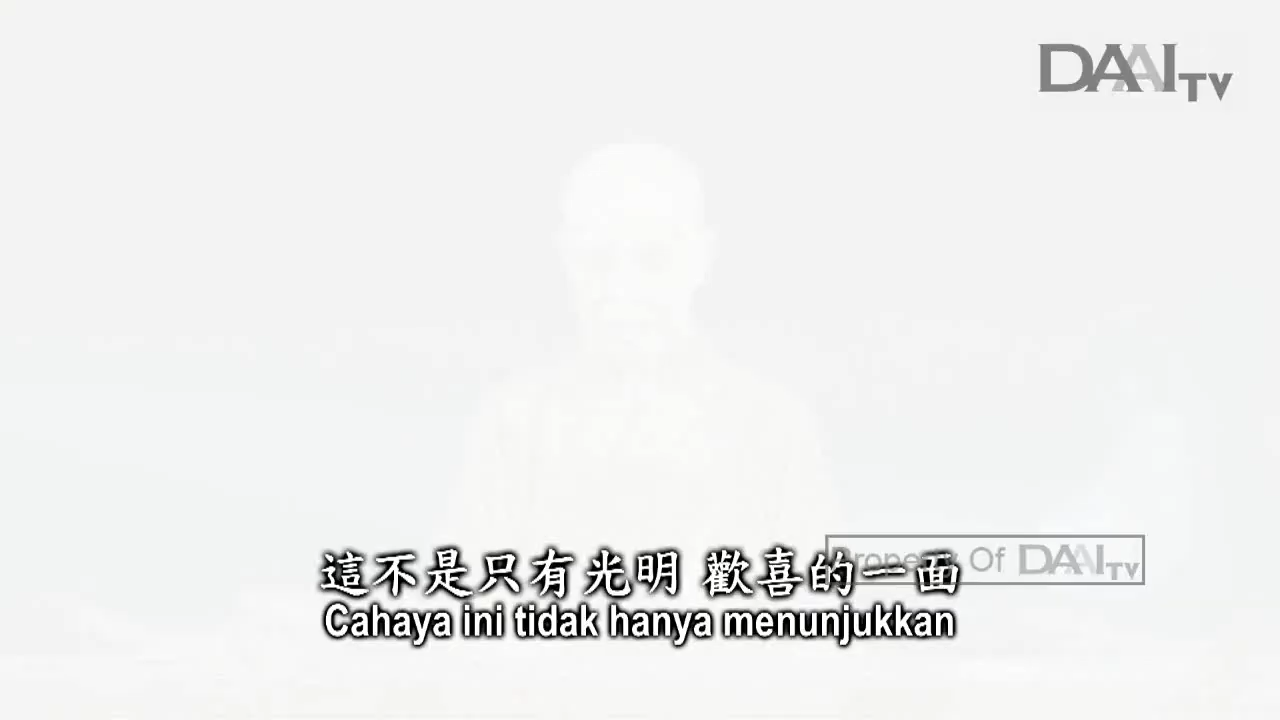 DAAI TV
Property Of DAAI TV
這不是只有光明 歡喜的一面
Cahaya ini tidak hanya menunjukkan